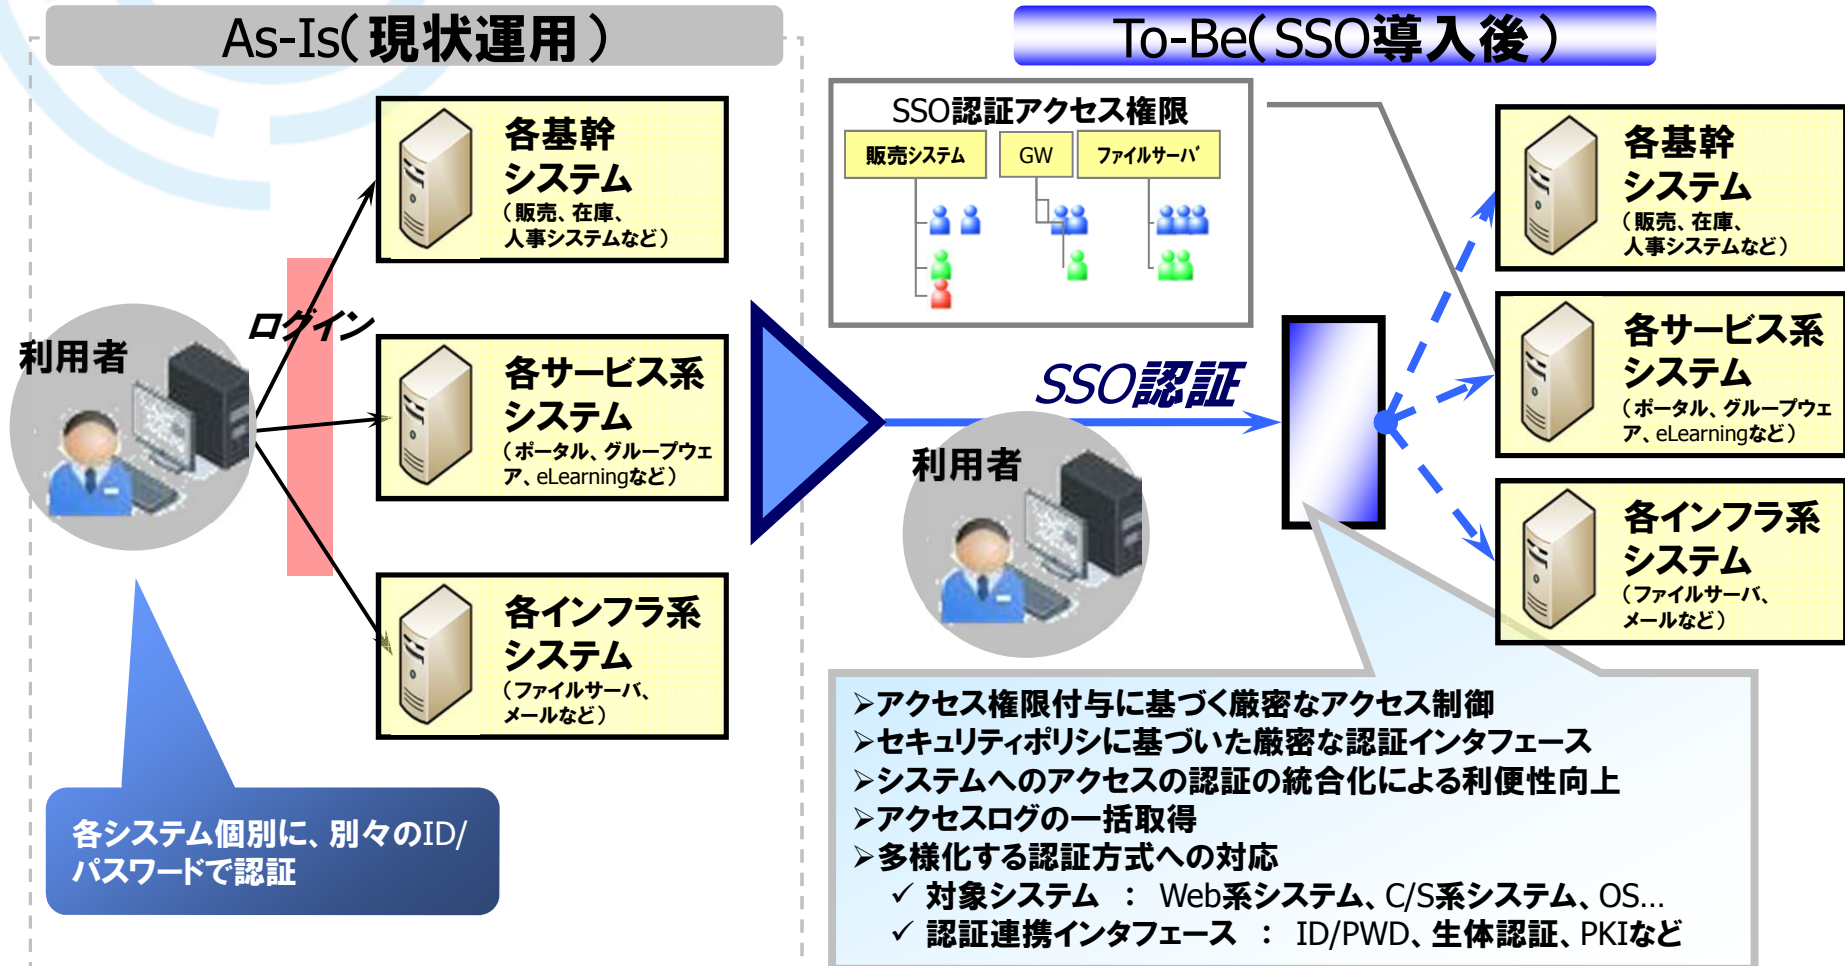 As-Is(現状運用)
各基幹
システム
(販売、在庫、
人事システムなど)
ログイン
利用者
各サービス系
システム
(ポータル、グループウェ
ア、eLearningなど)
各インフラ系
システム
(ファイルサーバ、
メールなど)
各システム個別に、別々のID/
パスワードで認証
To-Be(SSO導入後)
SSO認証アクセス権限
販売システム
GW
ファイルサーバ
SSO認証
利用者
各基幹
システム
(販売、在庫、
人事システムなど)
各サービス系
システム
(ポータル、グループウェ
ア、eLearningなど)
各インフラ系
システム
(ファイルサーバ、
メールなど)
➢アクセス権限付与に基づく厳密なアクセス制御
➢セキュリティポリシに基づいた厳密な認証インタフェース
➢システムへのアクセスの認証の統合化による利便性向上
➢アクセスログの一括取得
➢多様化する認証方式への対応
✓ 対象システム : Web系システム、C/S系システム、OS…
✓ 認証連携インタフェース : ID/PWD、生体認証、PKIなど